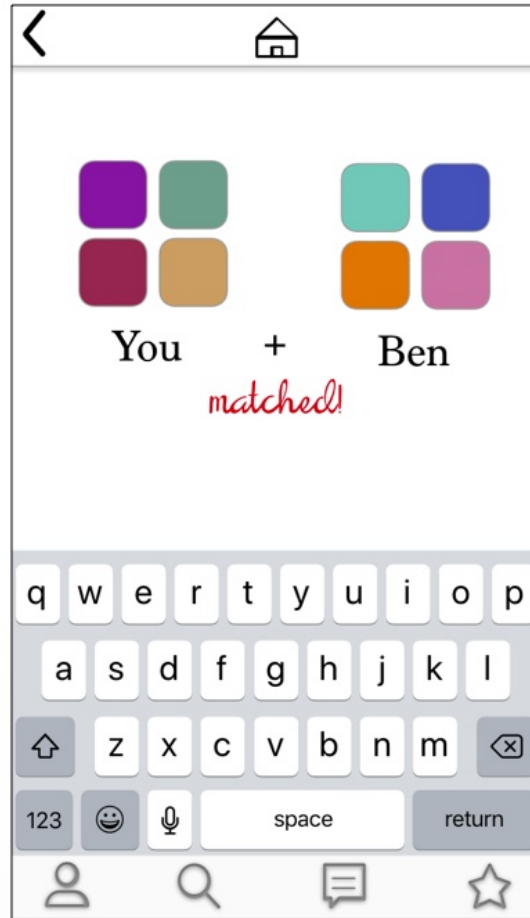 You + Ben
matched!
q w e r t y u i o p
a s d f g h j k l
z x c v b n m
123 space return